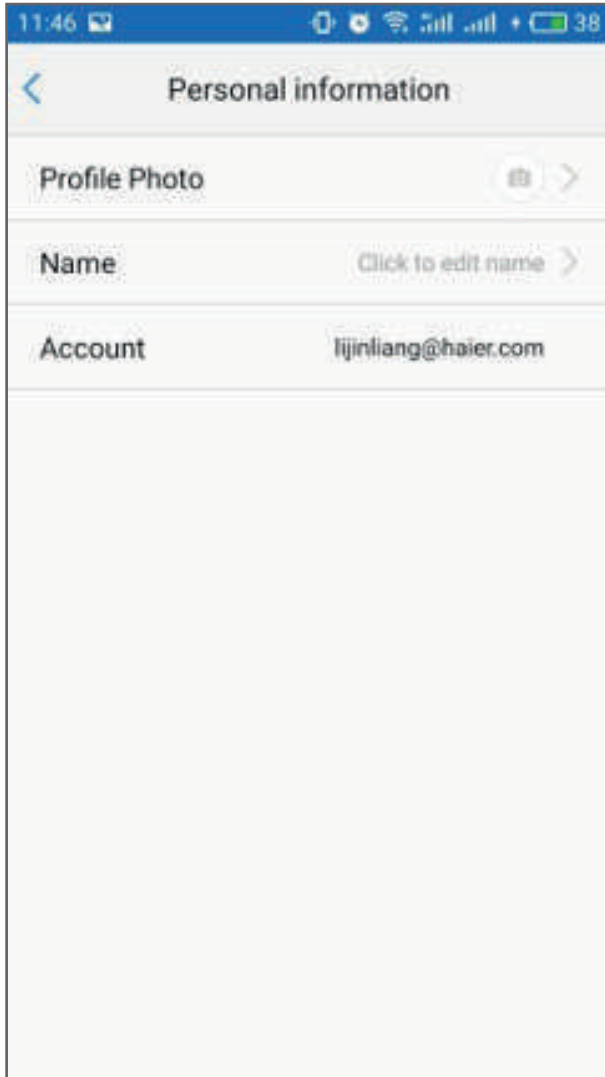 11:46 38
Personal information
Profile Photo
Name Click to edit name
Account lijinliang@haier.com